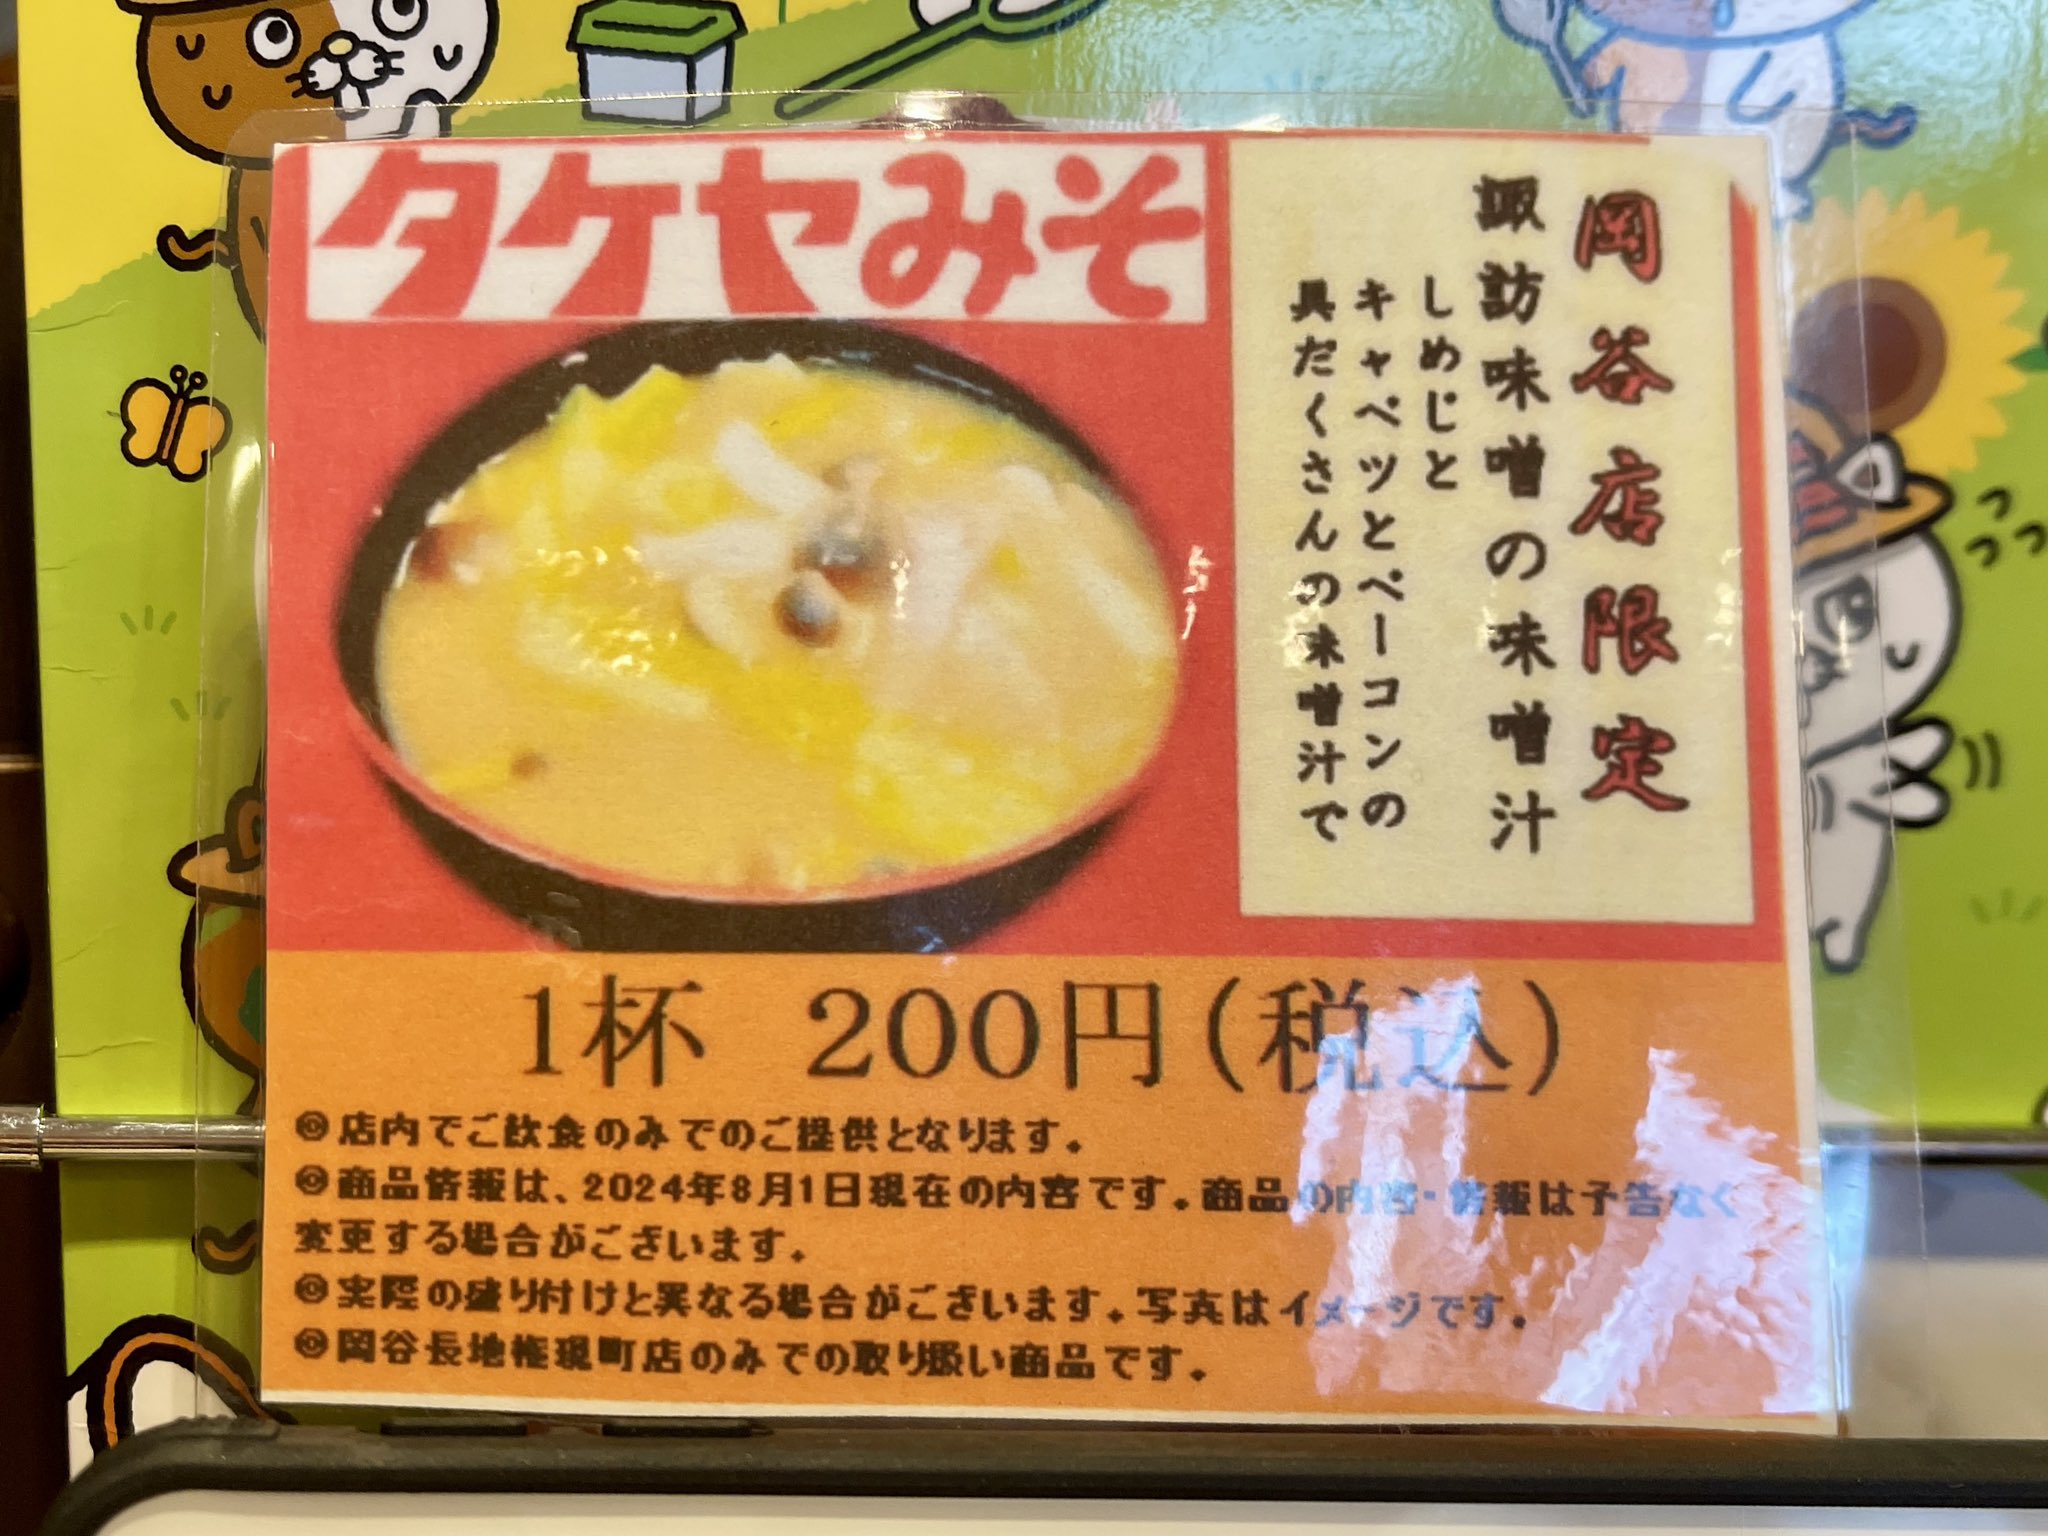 タケヤみそ
岡谷店限定
諏訪味噌の味噌汁
しめじと
キャベツとベーコンの
具だくさんの味噌汁で
1杯 200円(税込)
◎店内でご飲食のみでのご提供となります。
◎商品情報は、2024年8月1日現在の内容です。商品の内容・情報は予告なく
変更する場合がございます。
◎実際の盛り付けと異なる場合がございます。写真はイメージです。
◎岡谷長地権現町店のみでの取り扱い商品です。